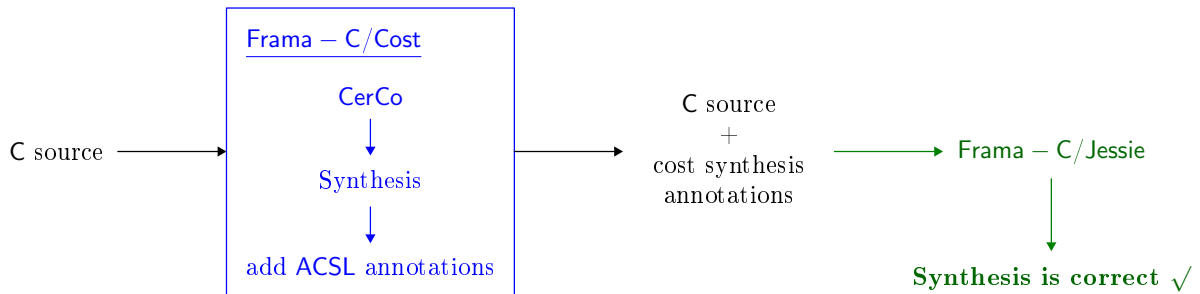 C source
Frama – C/Cost
CerCo
Synthesis
add ACSL annotations
C source
+
cost synthesis
annotations
Frama – C/Jessie
Synthesis is correct √